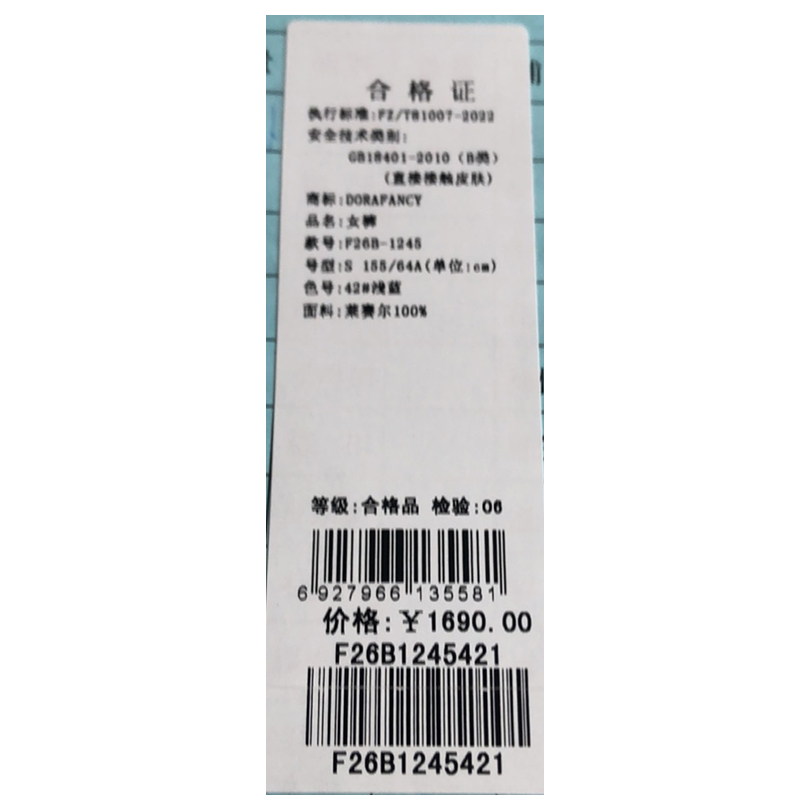 合格证
执行标准:FZ/T81007-2022
安全技术类别:
GB18401-2010（B类）
（直接接触皮肤）
商标:DORAFANCY
品名:女裤
款号:F26B-1245
号型:S 155/64A(单位:cm)
色号:42#浅蓝
面料:莱赛尔100%
等级:合格品 检验:06
6 927966 135581
价格:￥1690.00
F26B1245421
F26B1245421